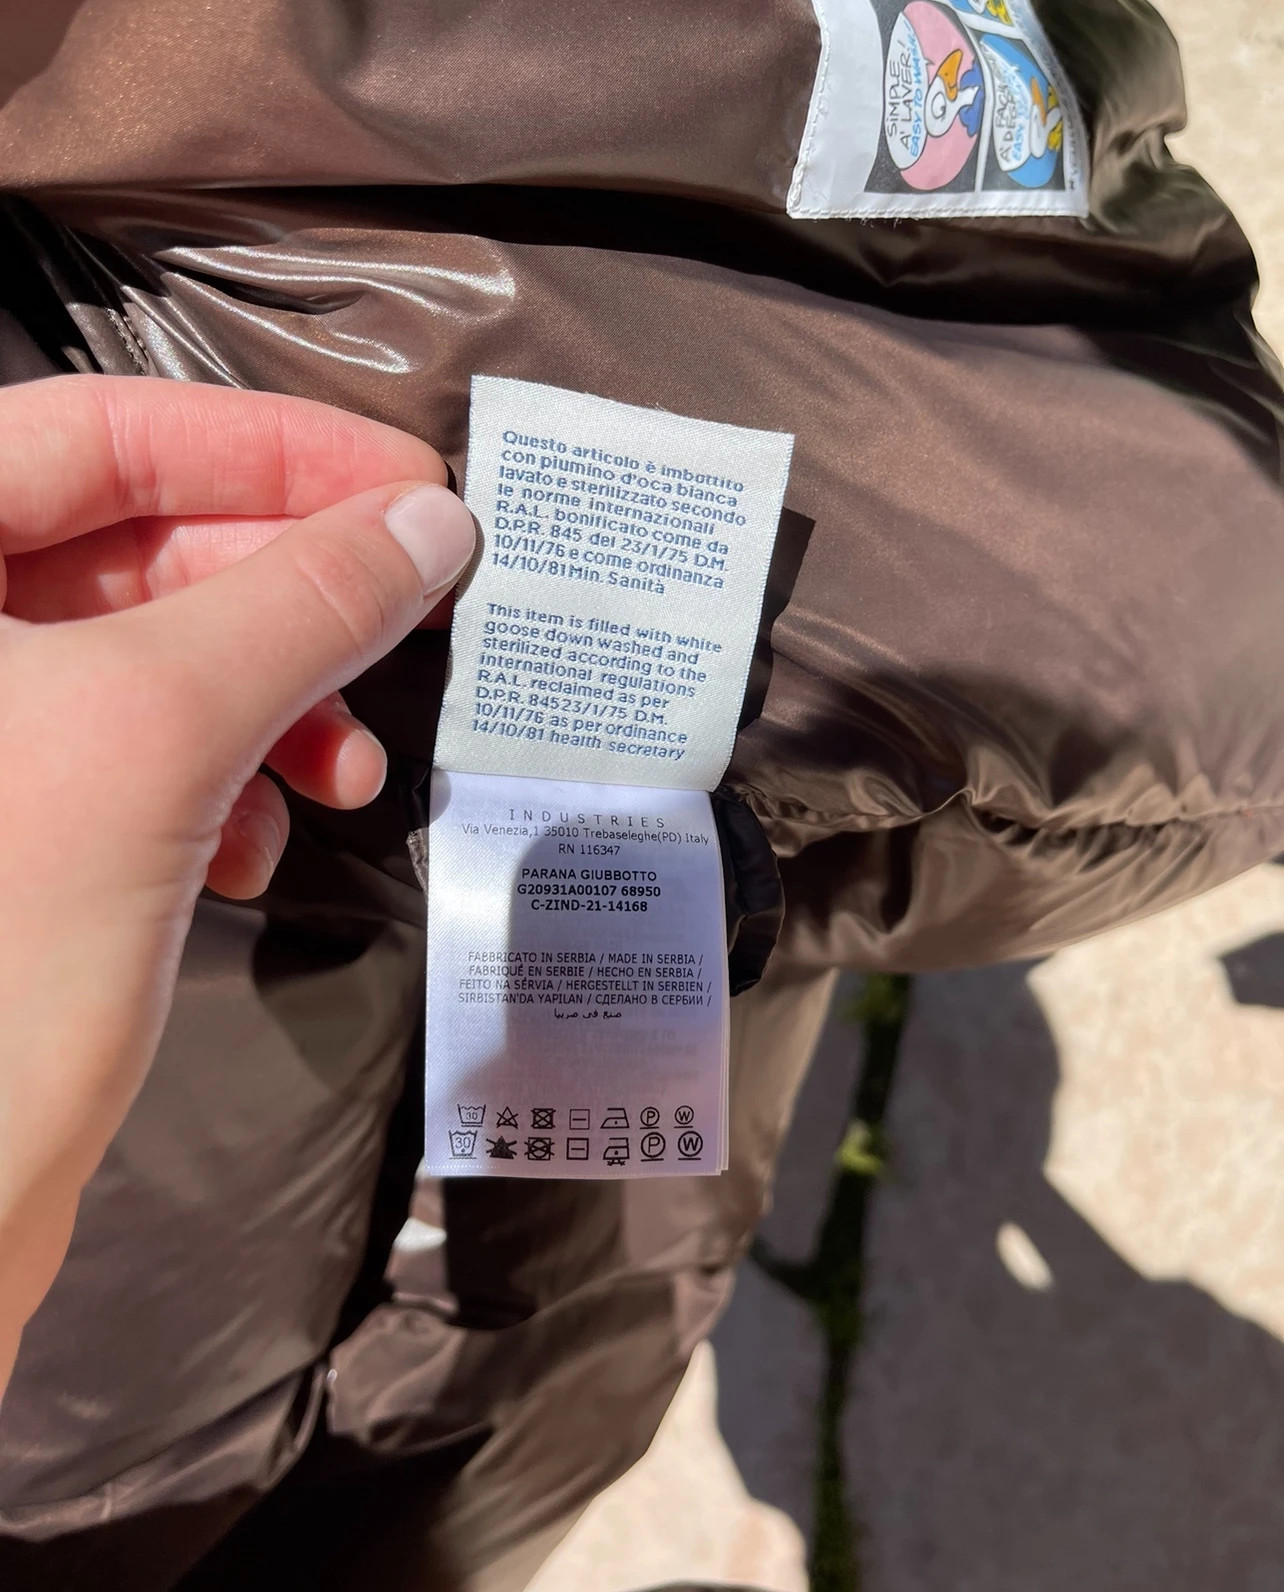 SIMPLE
A' LAVER!
EASY TO WASH!
Questo articolo è imbottito
con piumino d'oca bianca
lavato e sterilizzato secondo
le norme internazionali
R.A.L. bonificato come da
D.P.R. 845 del 23/1/75 D.M.
10/11/76 e come ordinanza
14/10/81 Min. Sanità
This item is filled with white
goose down washed and
sterilized according to the
international regulations
R.A.L. reclaimed as per
D.P.R. 84523/1/75 D.M.
10/11/76 as per ordinance
14/10/81 health secretary
INDUSTRIES
Via Venezia,1 35010 Trebaseleghe(PD) Italy
RN 116347
PARANA GIUBBOTTO
G20931A00107 68950
C-ZIND-21-14168
FABBRICATO IN SERBIA / MADE IN SERBIA /
FABRIQUÉ EN SERBIE / HECHO EN SERBIA /
FEITO NA SÉRVIA / HERGESTELLT IN SERBIEN /
SIRBISTAN'DA YAPILAN / СДЕЛАНО В СЕРБИИ /
صنع في صربيا
30 P W
30 P W